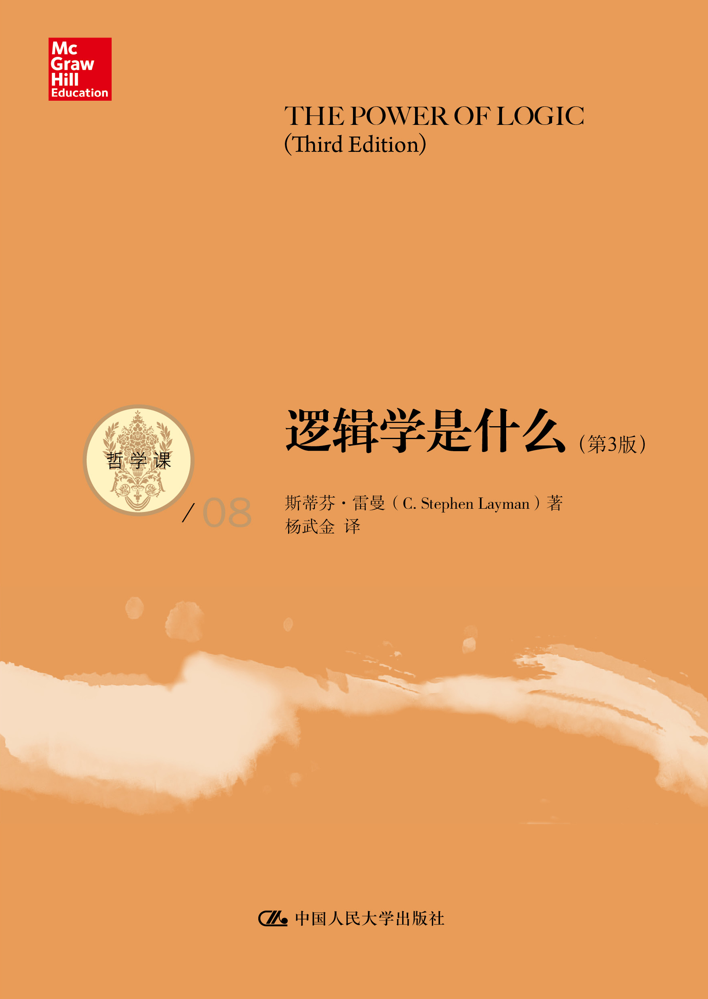 Mc
Graw
Hill
Education
THE POWER OF LOGIC
(Third Edition)
逻辑学是什么（第3版）
哲学课
/ 08
斯蒂芬·雷曼（C. Stephen Layman）著
杨武金 译
中国人民大学出版社